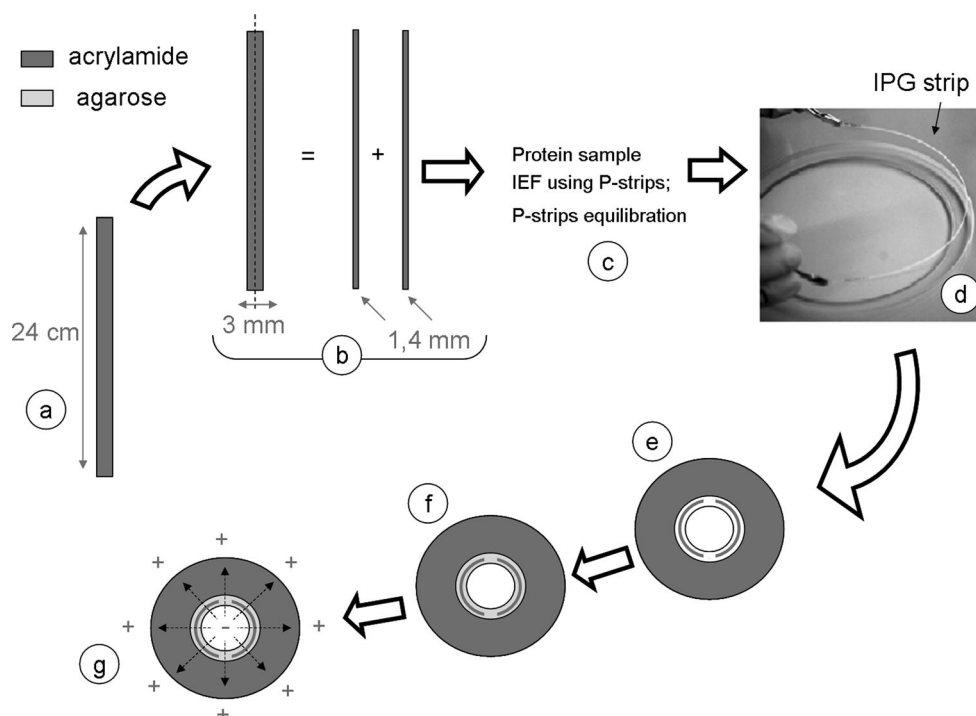 acrylamide
agarose
24 cm
a
=
+
3 mm
1,4 mm
b
Protein sample
IEF using P-strips;
P-strips equilibration
c
IPG strip
d
e
f
+ + +
+ - +
+ + +
g